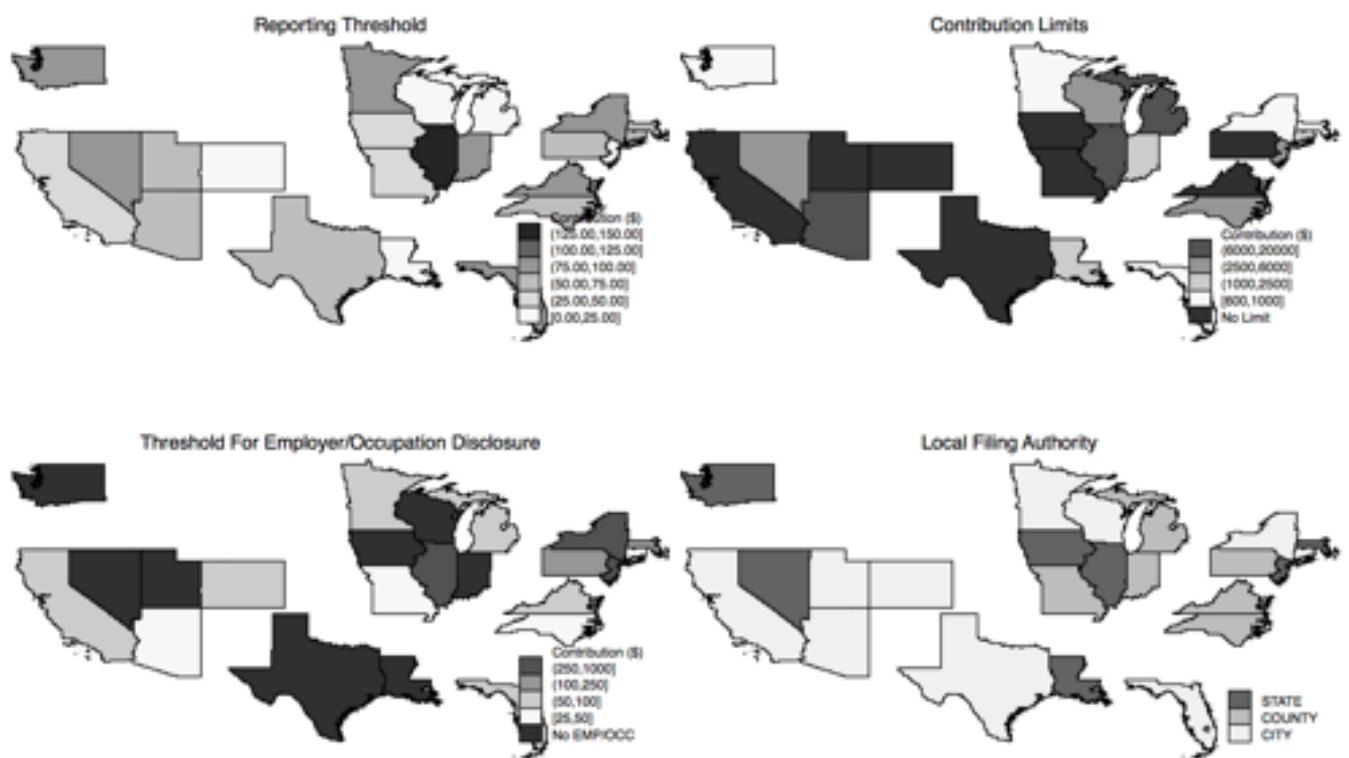 Reporting Threshold
Contribution Limits
Contribution ($)
(125.00,150.00]
(100.00,125.00]
(75.00,100.00]
(50.00,75.00]
(25.00,50.00]
[0.00,25.00]
Contribution ($)
(6000,20000]
(2500,6000]
(1000,2500]
[600,1000]
No Limit
Threshold For Employer/Occupation Disclosure
Local Filing Authority
Contribution ($)
(250,1000]
(100,250]
(50,100]
[25,50]
No EMP/OCC
STATE
COUNTY
CITY